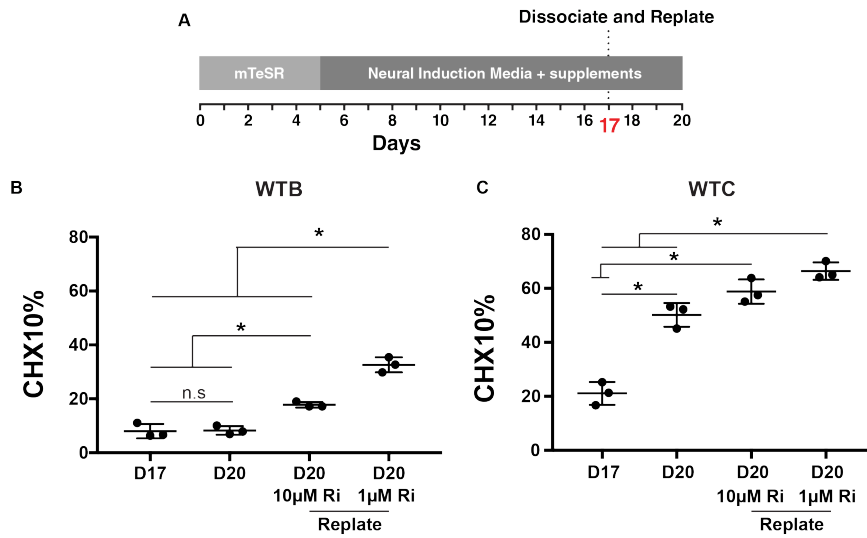 A
Dissociate and Replate
mTeSR
Neural Induction Media + supplements
0 2 4 6 8 10 12 14 16 17 18 20
Days
B
WTB
CHX10%
80
60
40
20
0
*
*
n.s
D17
D20
D20
10µM Ri
D20
1µM Ri
Replate
C
WTC
CHX10%
80
60
40
20
0
*
*
*
D17
D20
D20
10µM Ri
D20
1µM Ri
Replate